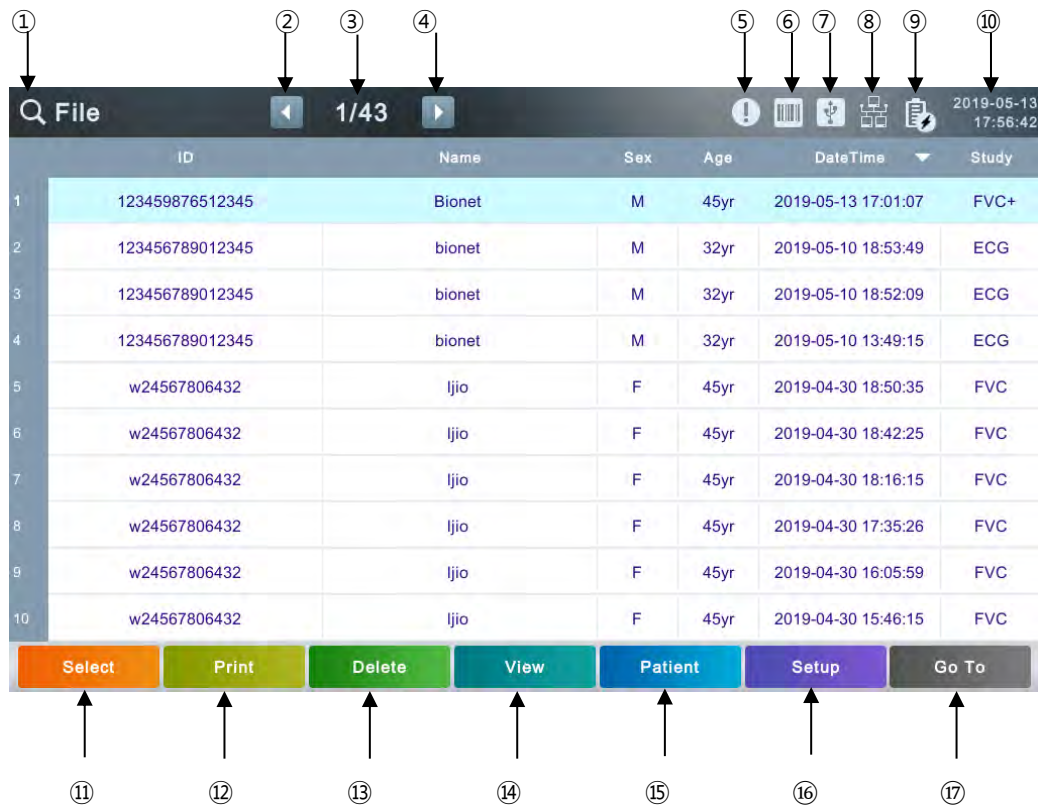 ① ② ③ ④ ⑤ ⑥ ⑦ ⑧ ⑨ ⑩
File 1/43 2019-05-13
17:56:42
ID Name Sex Age DateTime Study
1 123459876512345 Bionet M 45yr 2019-05-13 17:01:07 FVC+
2 123456789012345 bionet M 32yr 2019-05-10 18:53:49 ECG
3 123456789012345 bionet M 32yr 2019-05-10 18:52:09 ECG
4 123456789012345 bionet M 32yr 2019-05-10 13:49:15 ECG
5 w24567806432 ljio F 45yr 2019-04-30 18:50:35 FVC
6 w24567806432 ljio F 45yr 2019-04-30 18:42:25 FVC
7 w24567806432 ljio F 45yr 2019-04-30 18:16:15 FVC
8 w24567806432 ljio F 45yr 2019-04-30 17:35:26 FVC
9 w24567806432 ljio F 45yr 2019-04-30 16:05:59 FVC
10 w24567806432 ljio F 45yr 2019-04-30 15:46:15 FVC
Select Print Delete View Patient Setup Go To
⑪ ⑫ ⑬ ⑭ ⑮ ⑯ ⑰